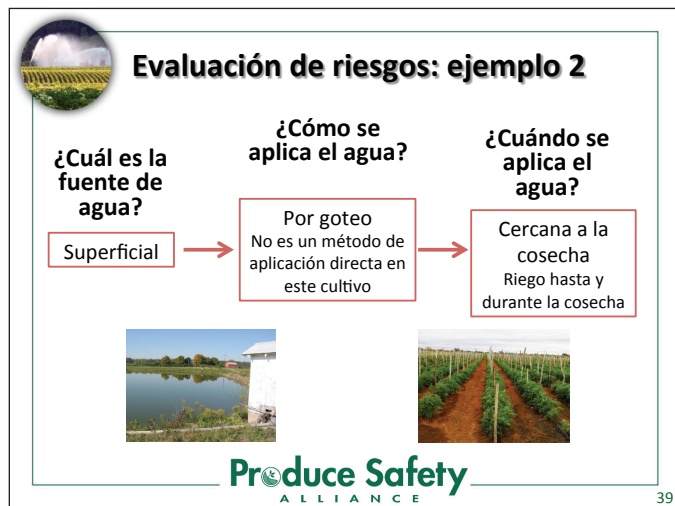 Evaluación de riesgos: ejemplo 2
¿Cuál es la
fuente de
agua?
Superficial
¿Cómo se
aplica el agua?
Por goteo
No es un método de
aplicación directa en
este cultivo
¿Cuándo se
aplica el
agua?
Cercana a la
cosecha
Riego hasta y
durante la cosecha
Produce Safety
ALLIANCE
39